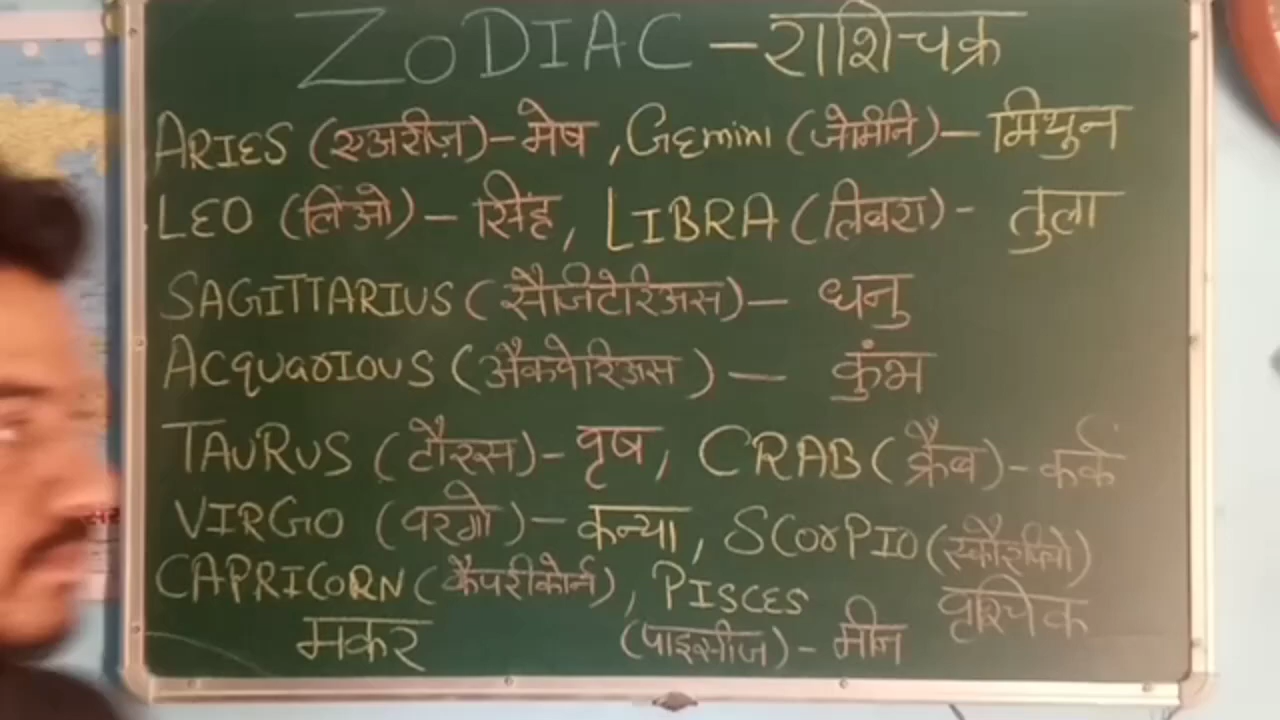 ZoDIAC - राशिचक्र
ARIES (एअरीज़) - मेष , GEmini (जेमिनि) - मिथुन
LEO (लिओ) - सिंह, LIBRA (लिबरा) - तुला
SAGITTARIUS (सैजिटेरिअस) - धनु
AcquarIous (अैक्वेरिअस) - कुंभ
TAURUS (टौरस) - वृष, CRAB (क्रैब) - कर्क
VIRGO (वरगो) - कन्या, ScorPIO (स्कौरपियो)
CAPRICORN (कैपरीकोर्न), PISCES वृश्चिक
मकर (पाइसीज) - मीन